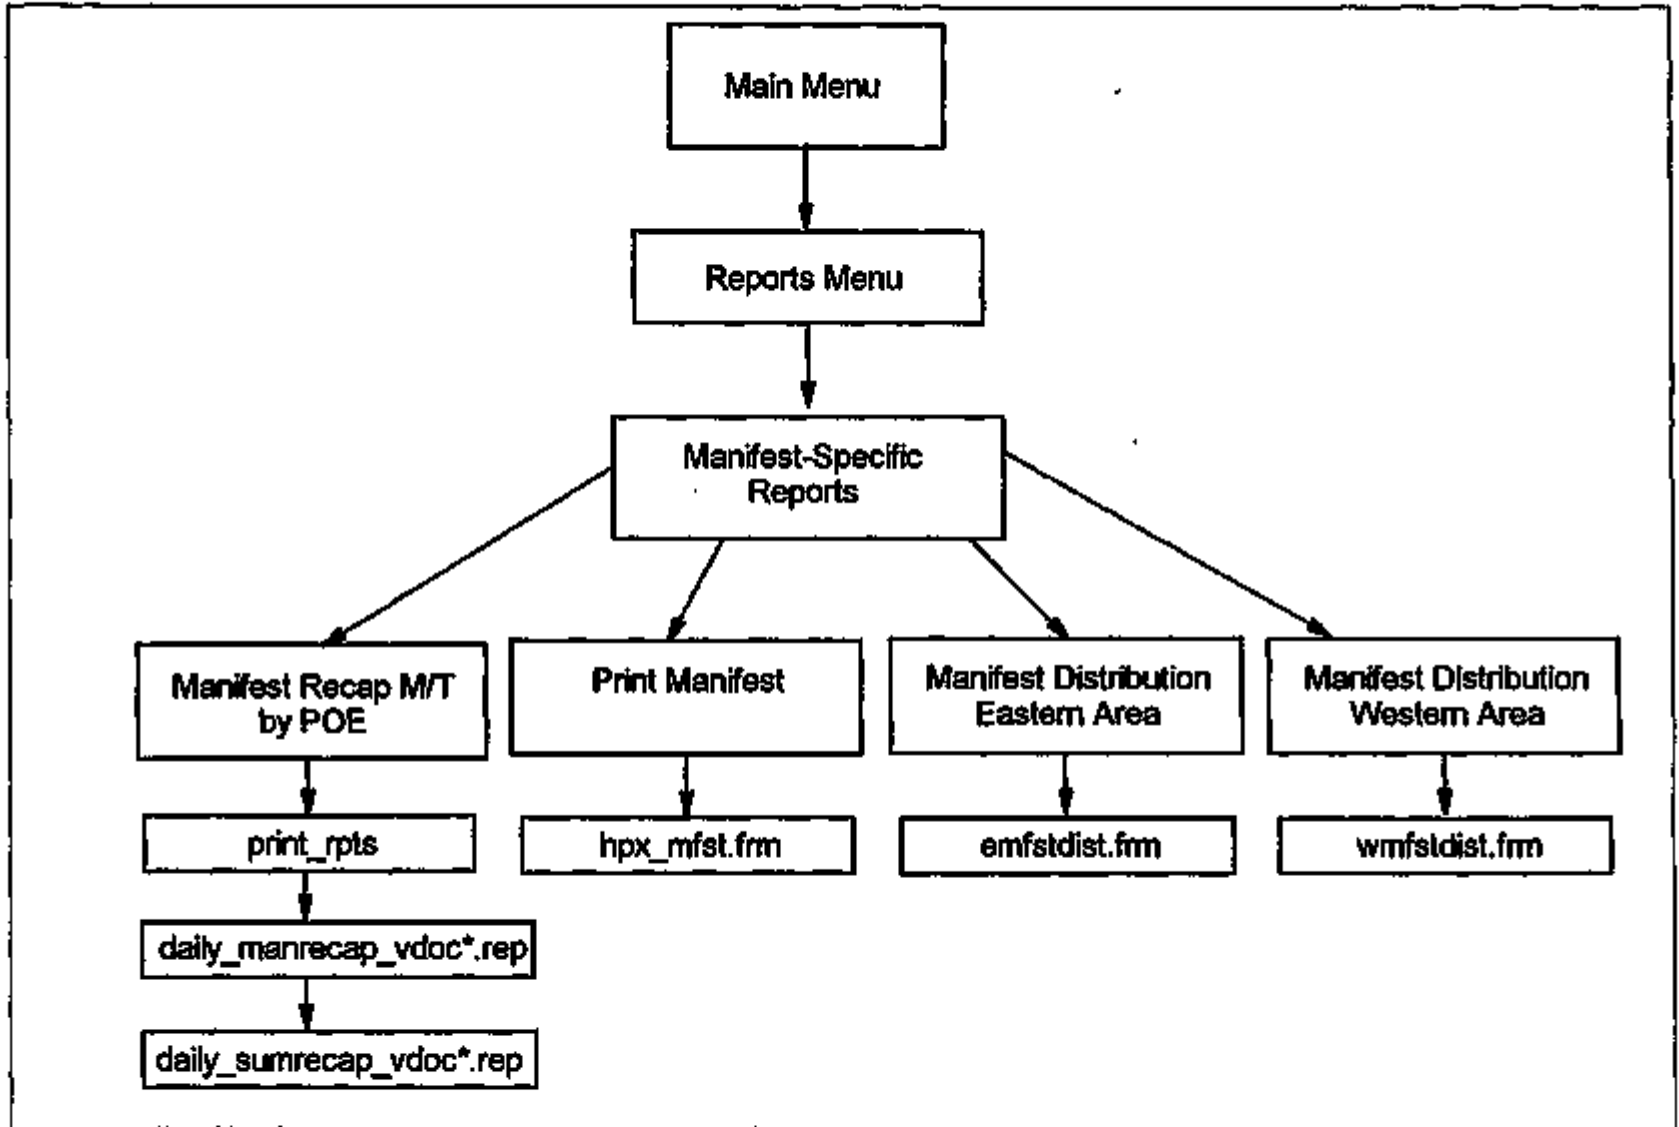 Main Menu
Reports Menu
Manifest-Specific
Reports
Manifest Recap M/T
by POE
Print Manifest
Manifest Distribution
Eastern Area
Manifest Distribution
Western Area
print_rpts
hpx_mfst.frm
emfstdist.frm
wmfstdist.frm
daily_manrecap_vdoc*.rep
daily_sumrecap_vdoc*.rep